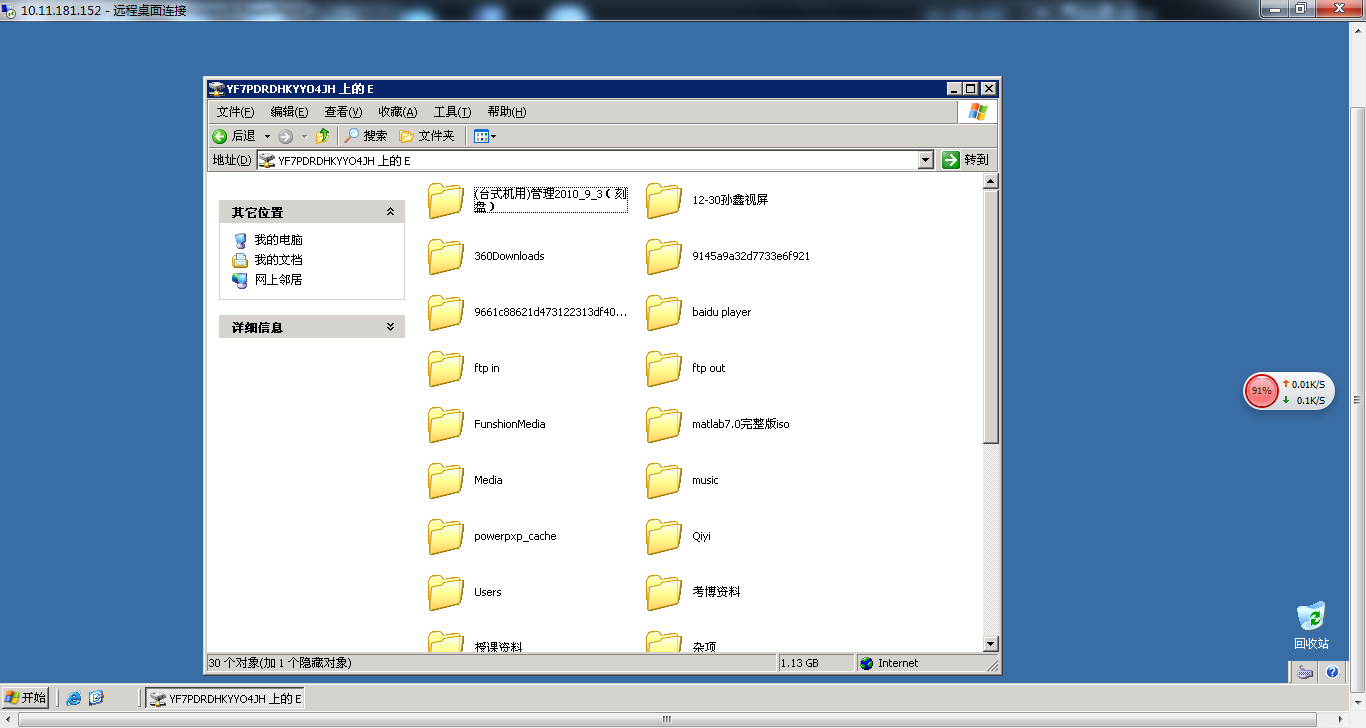 10.11.181.152 - 远程桌面连接
YF7PDRDHKYYO4JH 上的 E
文件(F) 编辑(E) 查看(V) 收藏(A) 工具(T) 帮助(H)
后退 搜索 文件夹
地址(D) YF7PDRDHKYYO4JH 上的 E 转到
其它位置
我的电脑
我的文档
网上邻居
详细信息
(台式机用)管理2010_9_3(刻
盘)
12-30孙鑫视屏
360Downloads
9145a9a32d7733e6f921
9661c88621d473122313df40...
baidu player
ftp in
ftp out
FunshionMedia
matlab7.0完整版iso
Media
music
powerpxp_cache
Qiyi
Users
考博资料
授课资料
杂项
30 个对象(加 1 个隐藏对象) 1.13 GB Internet
91% 0.01K/S
0.1K/S
回收站
开始 YF7PDRDHKYYO4JH 上的 E